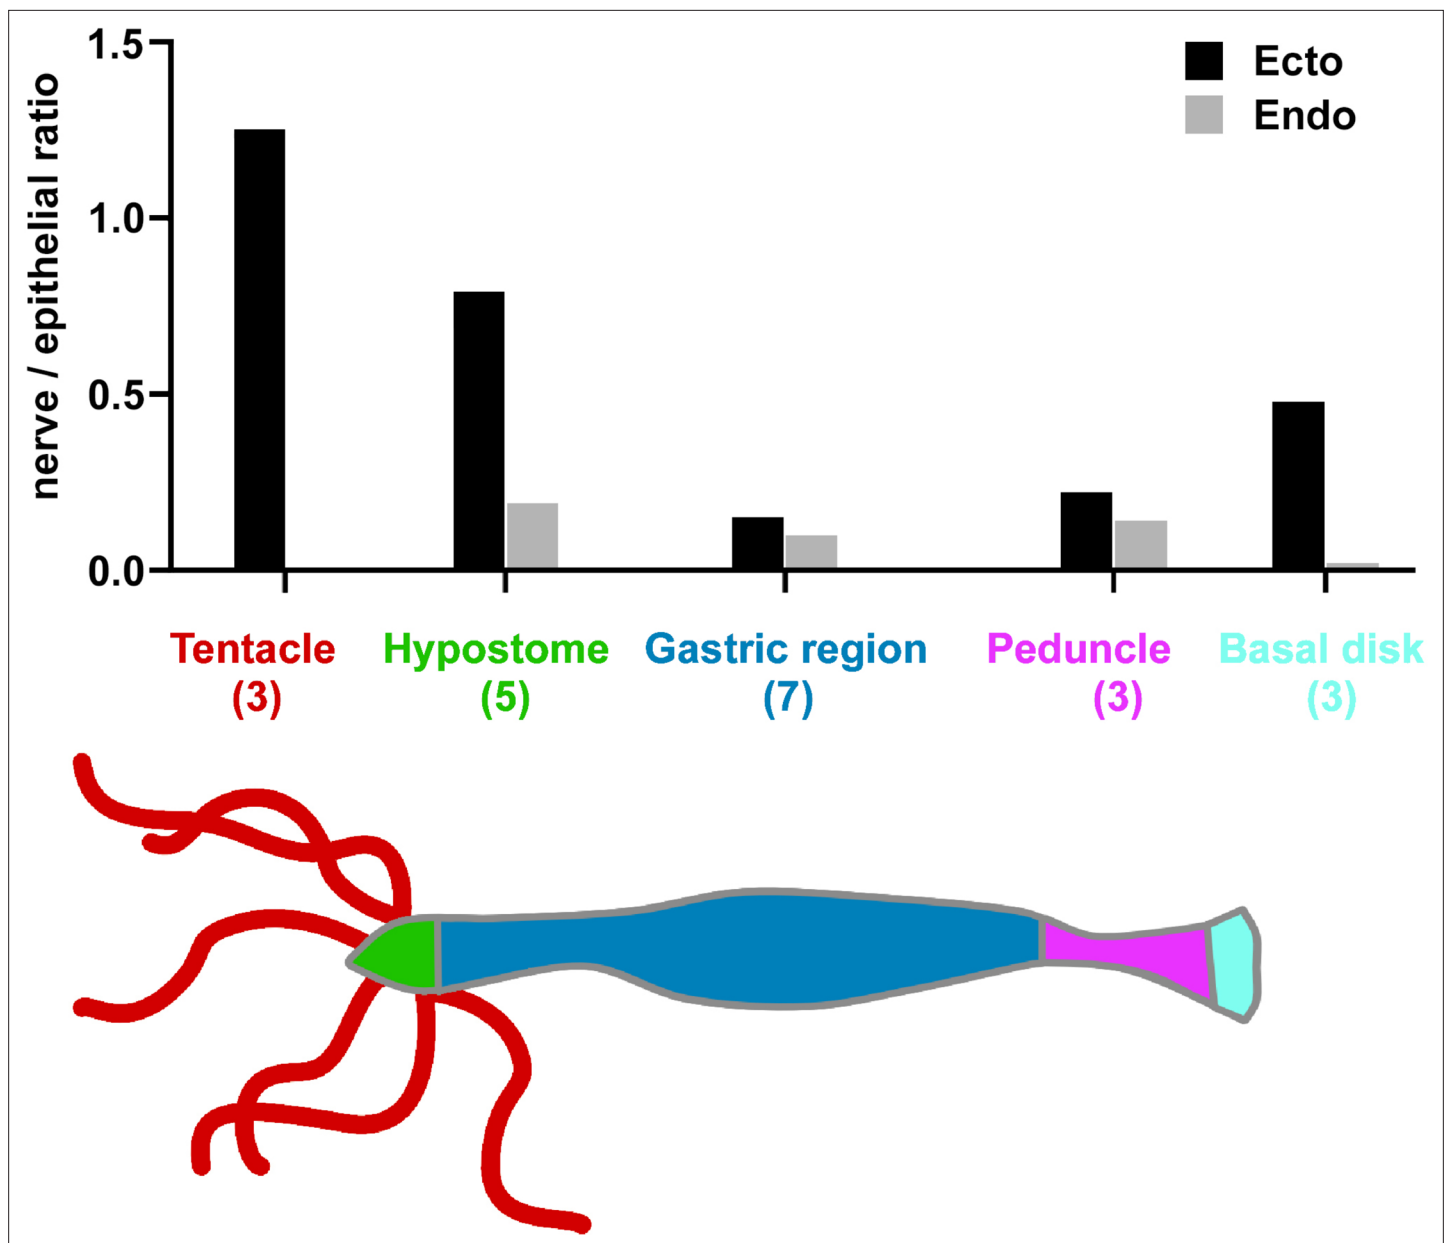 nerve / epithelial ratio
1.5
1.0
0.5
0.0
Ecto
Endo
Tentacle
(3)
Hypostome
(5)
Gastric region
(7)
Peduncle
(3)
Basal disk
(3)